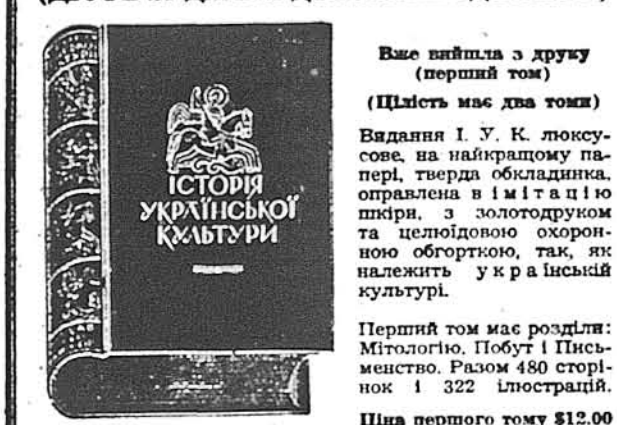 ІСТОРІЯ
УКРАЇНСЬКОЇ
КУЛЬТУРИ
Вже вийшла з друку
(перший том)
(Цілість має два томи)
Видання І. У. К. люксу-
сове, на найкращому па-
пері, тверда обкладинка,
оправлена в імітацію
шкіри, з золотодруком
та целюїдовою охорон-
ною обгорткою, так, як
належить українській
культурі.
Перший том має розділи:
Мітологію, Побут і Пись-
менство. Разом 480 сторі-
нок і 322 ілюстрацій.
Ціна першого тому $12.00